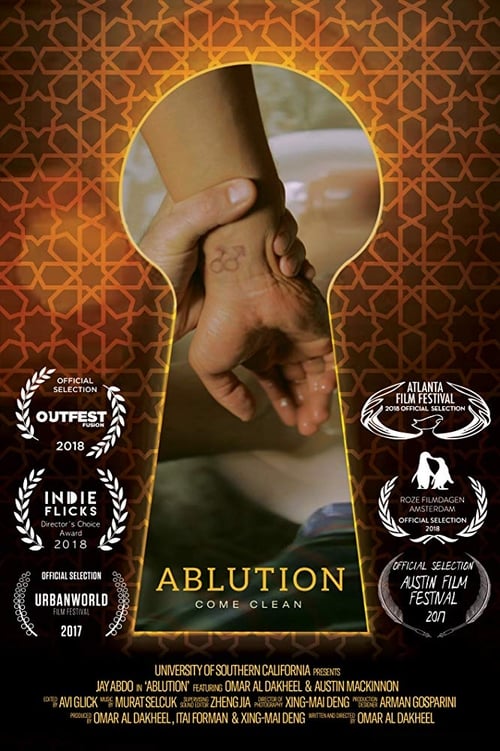 OFFICIAL
SELECTION
OUTFEST
FUSION
2018
INDIE
FLICKS
Director's Choice
Award
2018
OFFICIAL SELECTION
URBANWORLD
FILM FESTIVAL
2017
ATLANTA
FILM FESTIVAL
2018 OFFICIAL SELECTION
ROZE FILMDAGEN
AMSTERDAM
OFFICIAL SELECTION
2018
OFFICIAL SELECTION
AUSTIN FILM
FESTIVAL
2017
ABLUTION
COME CLEAN
UNIVERSITY OF SOUTHERN CALIFORNIA PRESENTS
JAY ABDO IN 'ABLUTION' FEATURING OMAR AL DAKHEEL & AUSTIN MACKINNON
EDITED BY AVI GLICK MUSIC BY MURAT SELCUK SUPERVISING SOUND EDITOR ZHENG JIA DIRECTOR OF PHOTOGRAPHY XING-MAI DENG PRODUCTION DESIGNER ARMAN GOSPARINI
PRODUCED BY OMAR AL DAKHEEL, ITAI FORMAN & XING-MAI DENG WRITTEN AND DIRECTED BY OMAR AL DAKHEEL